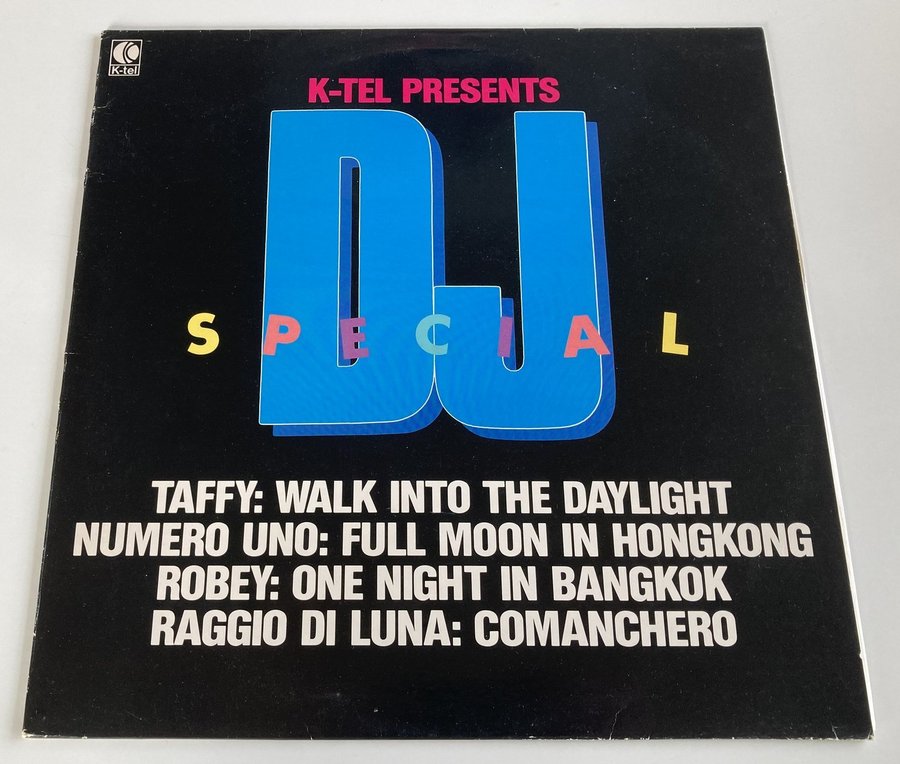 K-tel
K-TEL PRESENTS
DJ
SPECIAL
TAFFY: WALK INTO THE DAYLIGHT
NUMERO UNO: FULL MOON IN HONGKONG
ROBEY: ONE NIGHT IN BANGKOK
RAGGIO DI LUNA: COMANCHERO